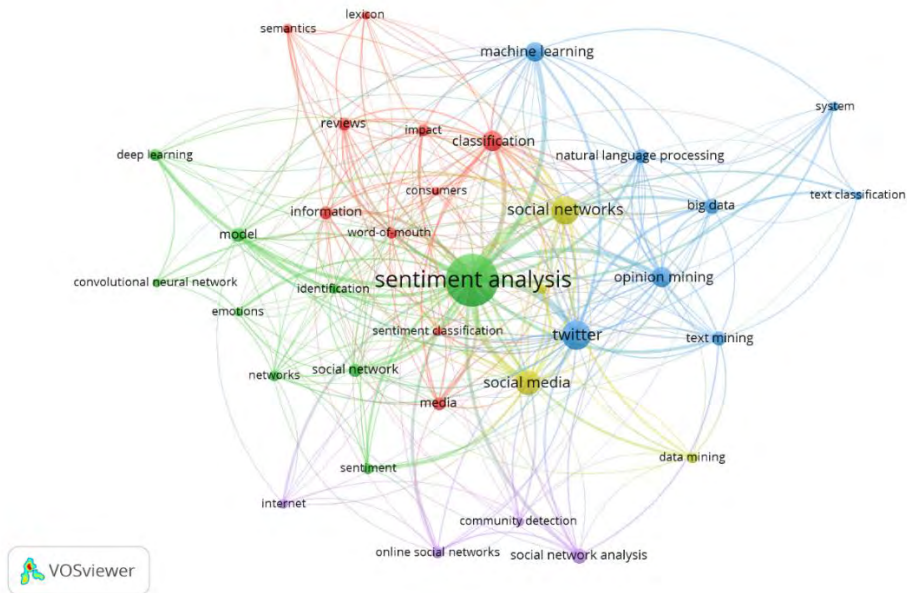 lexicon
semantics
machine learning
system
reviews
impact
classification
deep learning
natural language processing
consumers
text classification
information
social networks
big data
model
word-of-mouth
sentiment analysis
opinion mining
convolutional neural network
identification
emotions
sentiment classification
twitter
text mining
networks
social network
social media
media
data mining
sentiment
internet
community detection
online social networks
social network analysis
VOSviewer